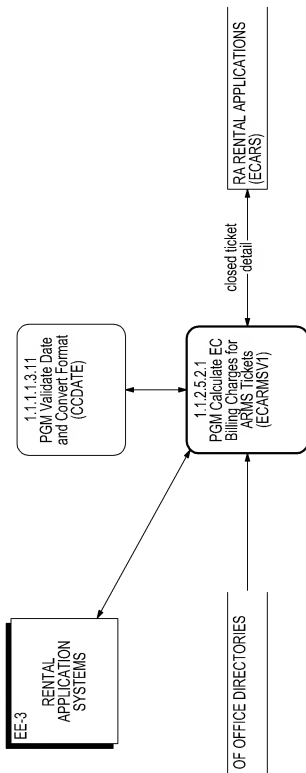 EE-3
RENTAL
APPLICATION
SYSTEMS
1.1.1.1.3.11
PGM Validate Date
and Convert Format
(CCDATE)
OF OFFICE DIRECTORIES
1.1.2.5.2.1
PGM Calculate EC
Billing Charges for
ARMS Tickets
(ECARMSV1)
closed ticket
detail
RA RENTAL APPLICATIONS
(ECARS)